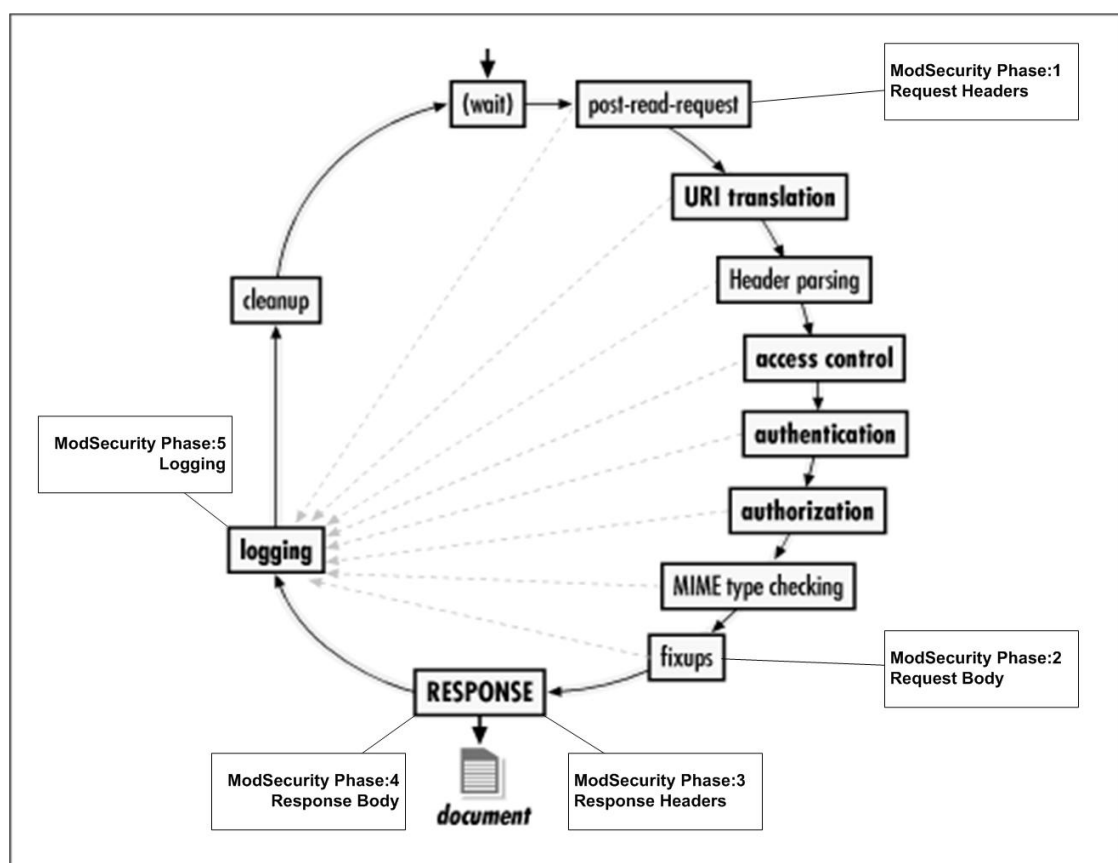 (wait)
post-read-request
ModSecurity Phase:1
Request Headers
URI translation
Header parsing
cleanup
access control
authentication
ModSecurity Phase:5
Logging
authorization
logging
MIME type checking
fixups
ModSecurity Phase:2
Request Body
RESPONSE
ModSecurity Phase:4
Response Body
ModSecurity Phase:3
Response Headers
document